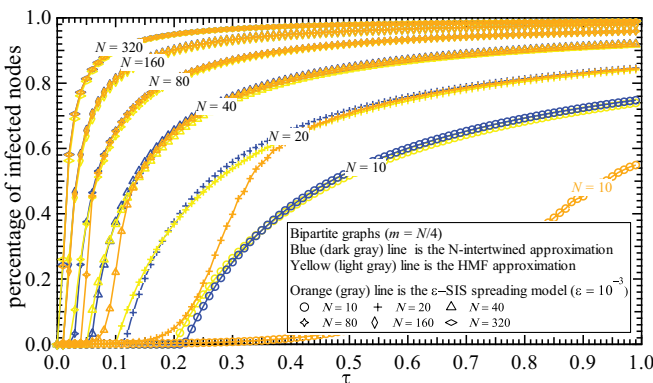 1.0
0.8
0.6
0.4
0.2
0.0
percentage of infected nodes
N = 320
N =160
N = 80
N = 40
N = 20
N = 10
N = 10
Bipartite graphs (m = N/4)
Blue (dark gray) line is the N-intertwined approximation
Yellow (light gray) line is the HMF approximation
Orange (gray) line is the ε–SIS spreading model (ε = 10⁻³)
N = 10 N = 20 N = 40
N = 80 N = 160 N = 320
0.0 0.1 0.2 0.3 0.4 0.5 0.6 0.7 0.8 0.9 1.0
τ